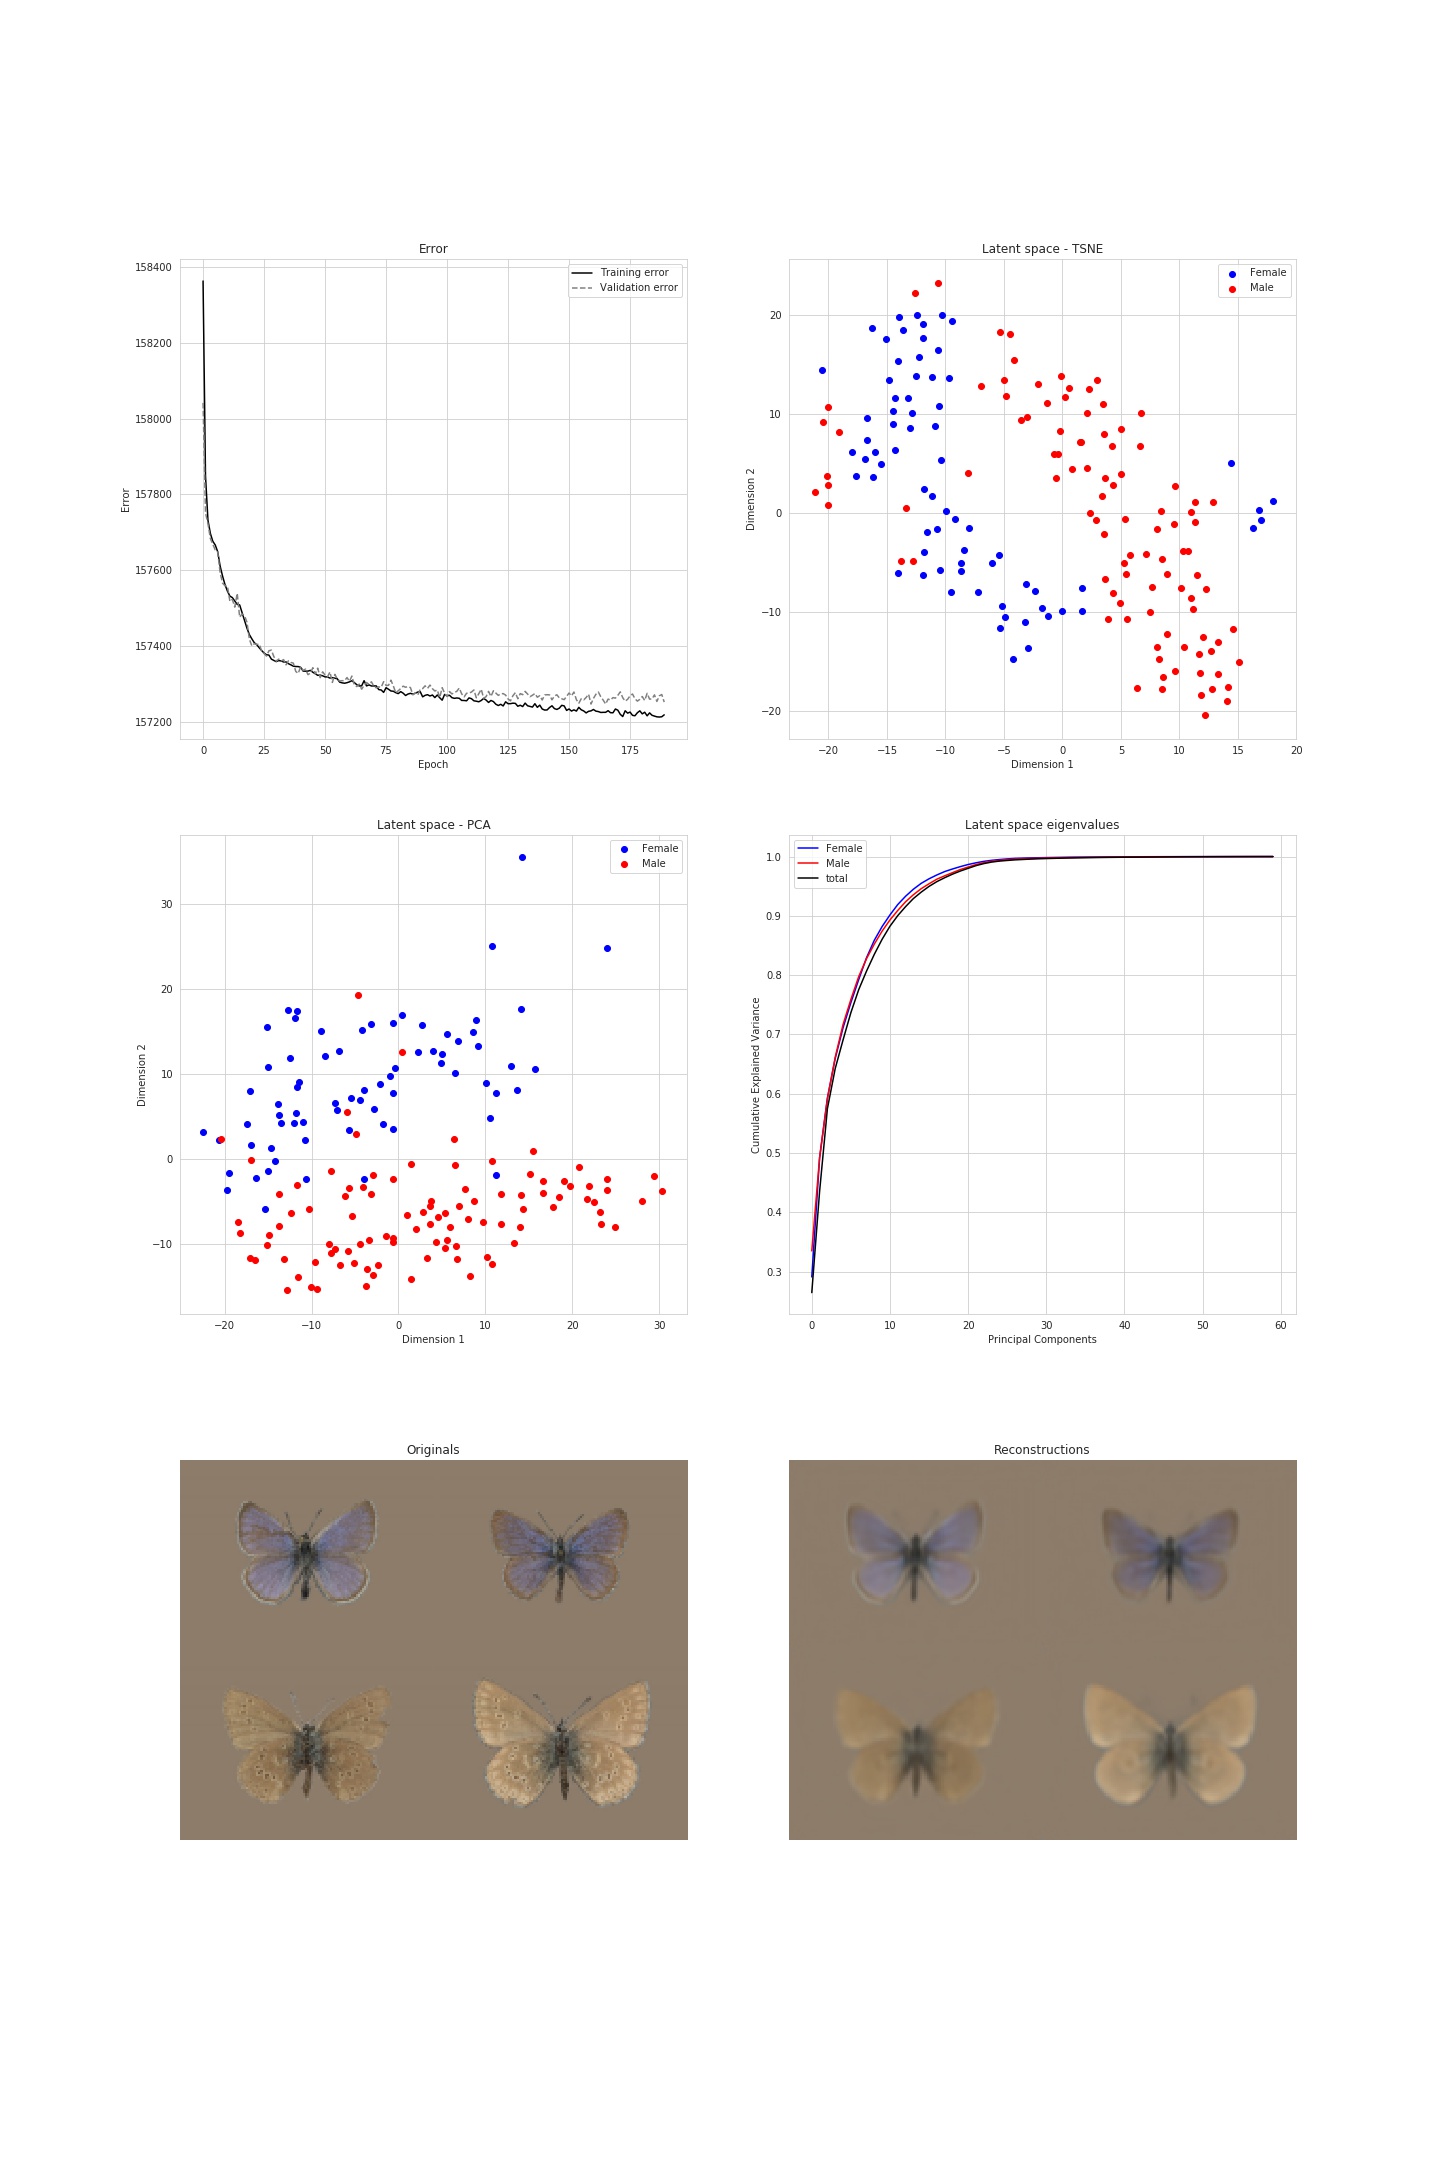 Error
158400
158200
158000
157800
157600
157400
157200
Error
0 25 50 75 100 125 150 175
Epoch
Training error
Validation error
Latent space - TSNE
20
10
0
−10
−20
Dimension 2
−20 −15 −10 −5 0 5 10 15 20
Dimension 1
Female
Male
Latent space - PCA
30
20
10
0
−10
Dimension 2
−20 −10 0 10 20 30
Dimension 1
Female
Male
Latent space eigenvalues
1.0
0.9
0.8
0.7
0.6
0.5
0.4
0.3
Cumulative Explained Variance
0 10 20 30 40 50 60
Principal Components
Female
Male
total
Originals
Reconstructions